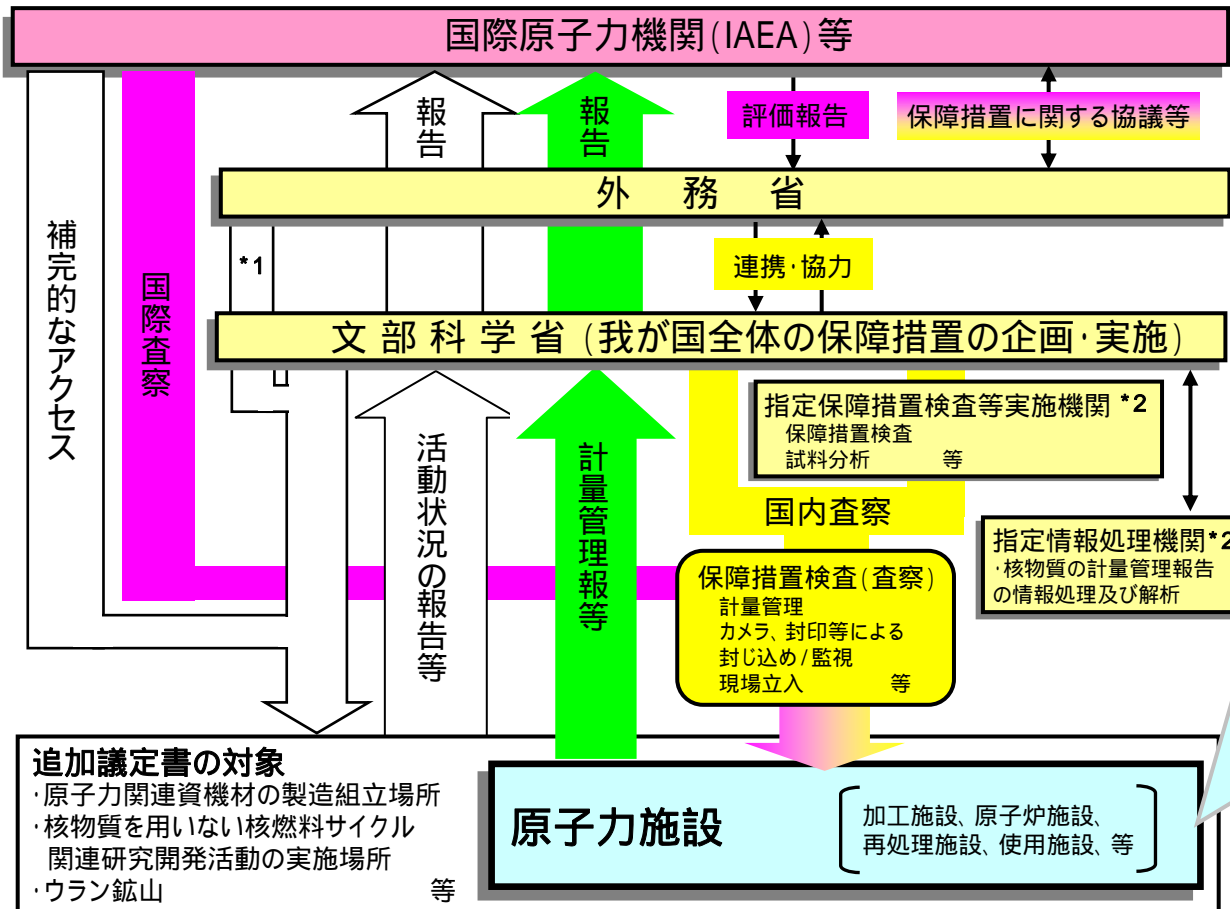 国際原子力機関(IAEA)等
報告
報告
評価報告
保障措置に関する協議等
外務省
補完的なアクセス
国際査察
*1
連携・協力
文部科学省(我が国全体の保障措置の企画・実施)
活動状況の報告等
計量管理報等
指定保障措置検査等実施機関 *2
保障措置検査
試料分析 等
国内査察
指定情報処理機関*2
・核物質の計量管理報告
の情報処理及び解析
保障措置検査(査察)
計量管理
カメラ、封印等による
封じ込め/監視
現場立入 等
追加議定書の対象
・原子力関連資機材の製造組立場所
・核物質を用いない核燃料サイクル
関連研究開発活動の実施場所
・ウラン鉱山 等
原子力施設
加工施設、原子炉施設、
再処理施設、使用施設、等